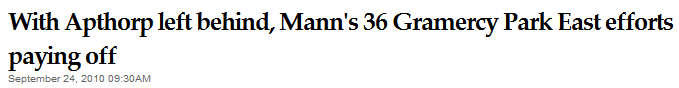 With Apthorp left behind, Mann's 36 Gramercy Park East efforts
paying off
September 24, 2010 09:30AM